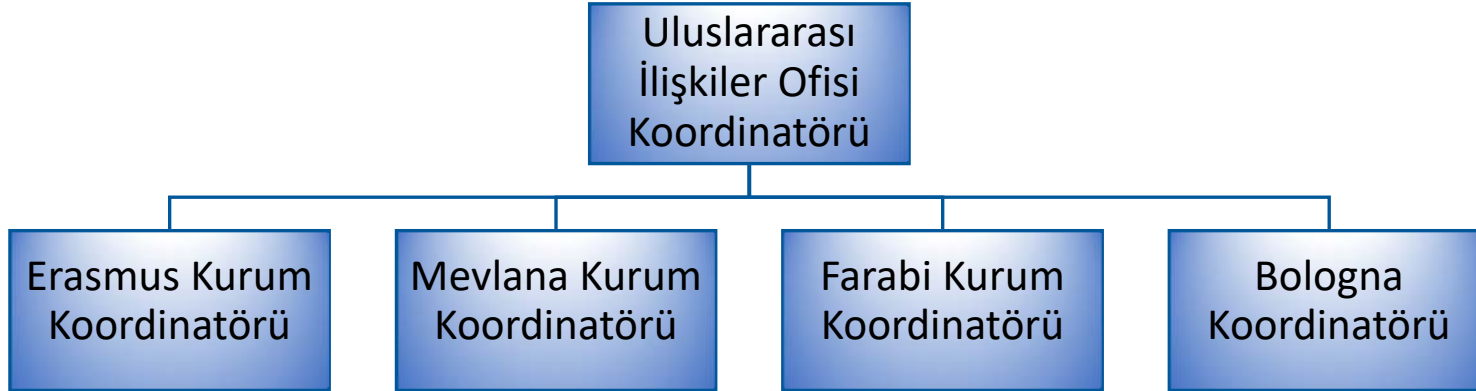 Uluslararası
İlişkiler Ofisi
Koordinatörü
Erasmus Kurum
Koordinatörü
Mevlana Kurum
Koordinatörü
Farabi Kurum
Koordinatörü
Bologna
Koordinatörü